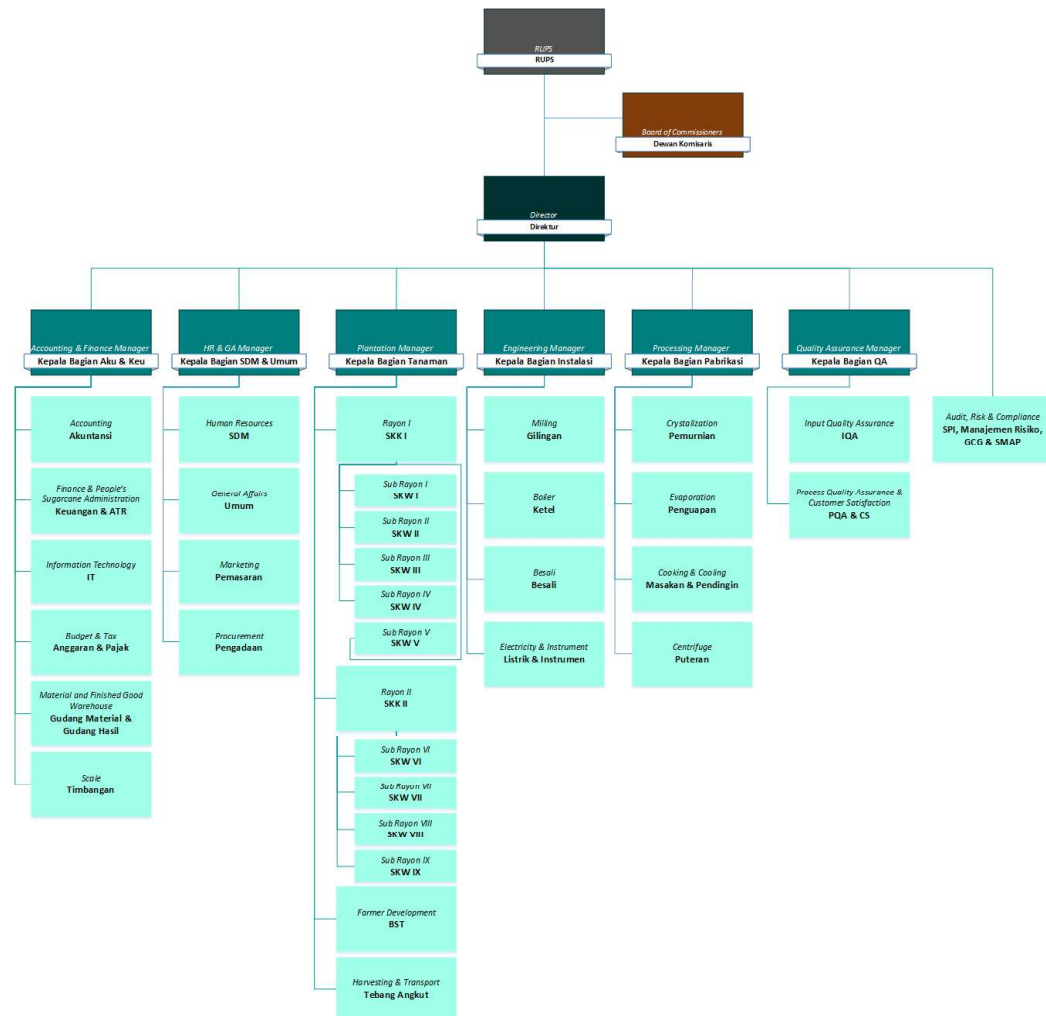 RUPS
RUPS
Board of Commissioners
Dewan Komisaris
Director
Direktur
Accounting & Finance Manager
Kepala Bagian Aku & Keu
HR & GA Manager
Kepala Bagian SDM & Umum
Plantation Manager
Kepala Bagian Tanaman
Engineering Manager
Kepala Bagian Instalasi
Processing Manager
Kepala Bagian Pabrikasi
Quality Assurance Manager
Kepala Bagian QA
Accounting
Akuntansi
Finance & People's
Sugarcane Administration
Keuangan & ATR
Information Technology
IT
Budget & Tax
Anggaran & Pajak
Material and Finished Good
Warehouse
Gudang Material &
Gudang Hasil
Scale
Timbangan
Human Resources
SDM
General Affairs
Umum
Marketing
Pemasaran
Procurement
Pengadaan
Rayon I
SKK I
Sub Rayon I
SKW I
Sub Rayon II
SKW II
Sub Rayon III
SKW III
Sub Rayon IV
SKW IV
Sub Rayon V
SKW V
Rayon II
SKK II
Sub Rayon VI
SKW VI
Sub Rayon VII
SKW VII
Sub Rayon VIII
SKW VIII
Sub Rayon IX
SKW IX
Farmer Development
BST
Harvesting & Transport
Tebang Angkut
Milling
Gilingan
Boiler
Ketel
Besali
Besali
Electricity & Instrument
Listrik & Instrumen
Crystalization
Pemurnian
Evaporation
Penguapan
Cooking & Cooling
Masakan & Pendingin
Centrifuge
Puteran
Input Quality Assurance
IQA
Process Quality Assurance &
Customer Satisfaction
PQA & CS
Audit, Risk & Compliance
SPI, Manajemen Risiko,
GCG & SMAP